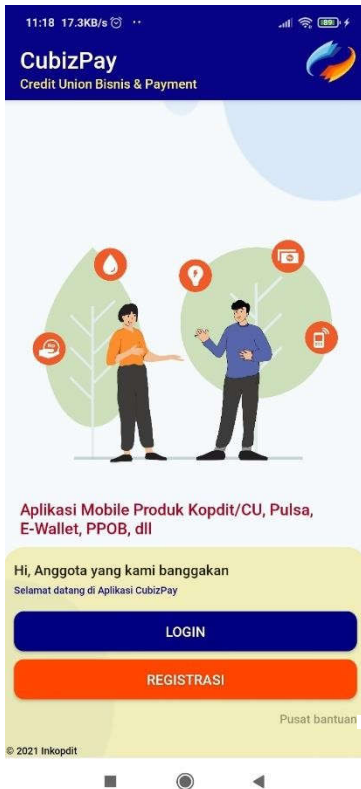 11:18 17.3KB/s
89
CubizPay
Credit Union Bisnis & Payment
Aplikasi Mobile Produk Kopdit/CU, Pulsa,
E-Wallet, PPOB, dll
Hi, Anggota yang kami banggakan
Selamat datang di Aplikasi CubizPay
LOGIN
REGISTRASI
Pusat bantuan
© 2021 Inkopdit